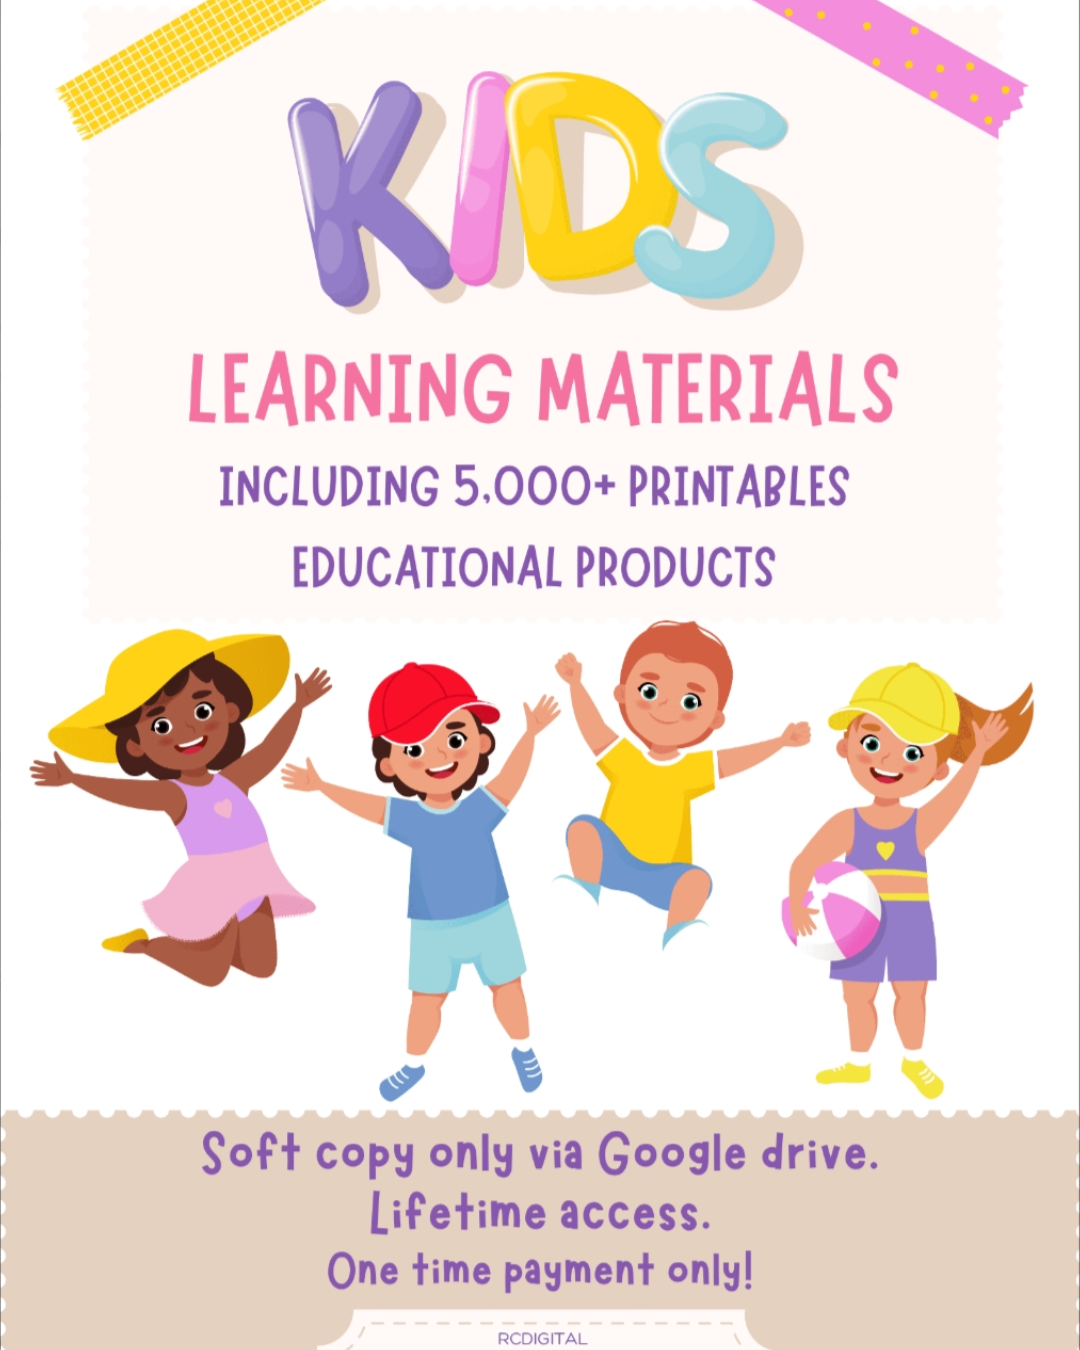 KIDS
LEARNING MATERIALS
INCLUDING 5,000+ PRINTABLES
EDUCATIONAL PRODUCTS
Soft copy only via Google drive.
Lifetime access.
One time payment only!
RCDIGITAL